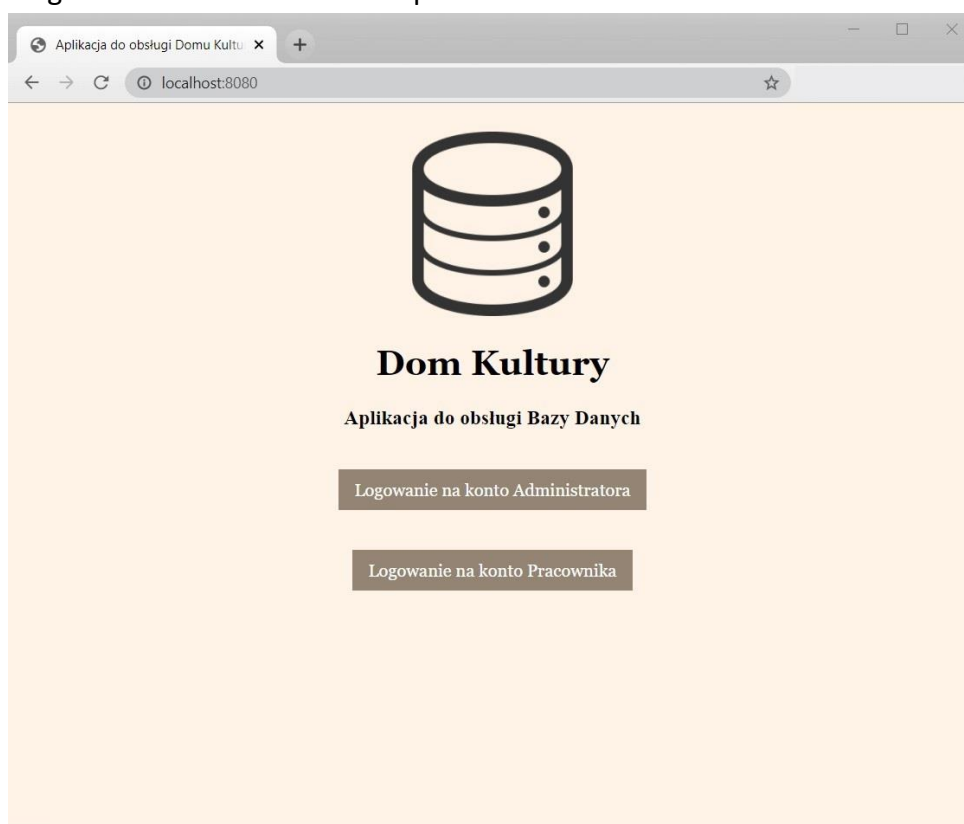 Aplikacja do obsługi Domu Kultu
localhost:8080
Dom Kultury
Aplikacja do obsługi Bazy Danych
Logowanie na konto Administratora
Logowanie na konto Pracownika